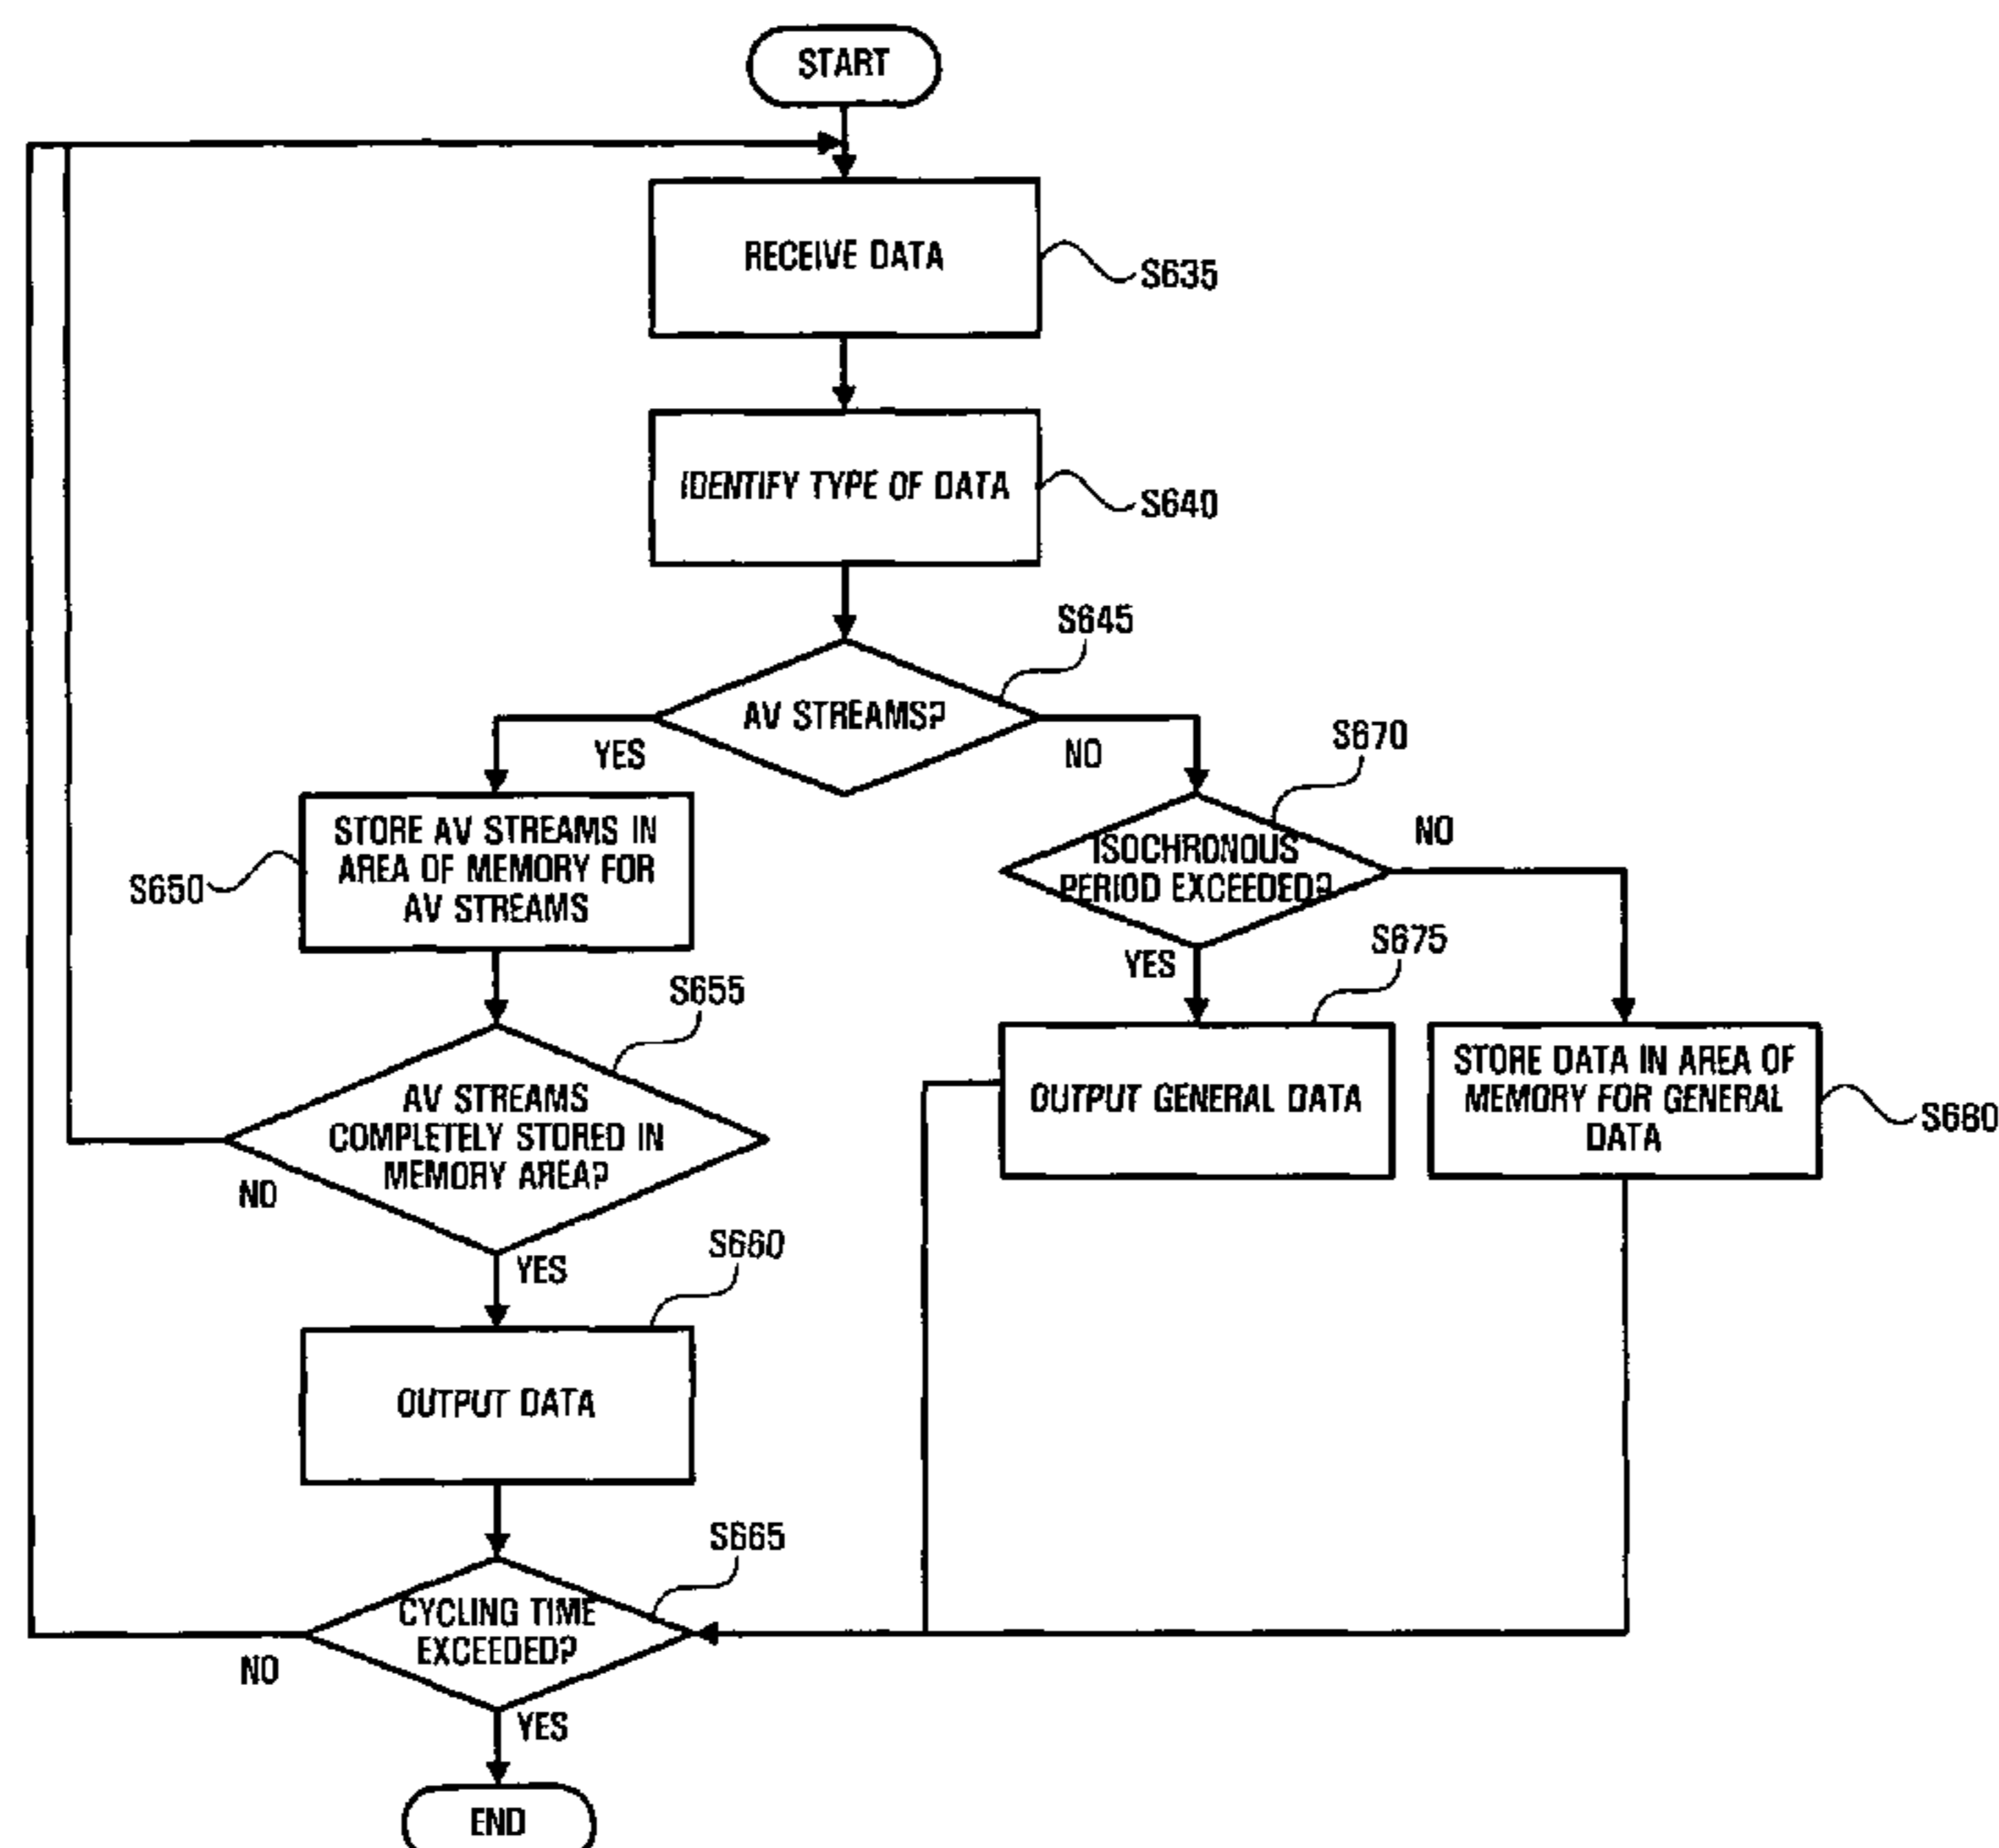 START
RECEIVE DATA
S635
IDENTIFY TYPE OF DATA
S640
S645
AV STREAMS?
YES
NO
S670
ISOCHRONOUS
PERIOD EXCEEDED?
NO
YES
STORE AV STREAMS IN
AREA OF MEMORY FOR
AV STREAMS
S650
S655
AV STREAMS
COMPLETELY STORED IN
MEMORY AREA?
NO
YES
S675
OUTPUT GENERAL DATA
STORE DATA IN AREA OF
MEMORY FOR GENERAL
DATA
S680
S660
OUTPUT DATA
S665
CYCLING TIME
EXCEEDED?
NO
YES
END